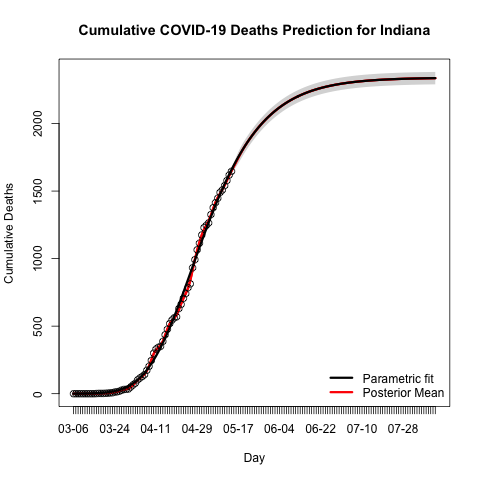 Cumulative COVID-19 Deaths Prediction for Indiana
Cumulative Deaths
2000
1500
1000
500
0
Parametric fit
Posterior Mean
03-06 03-24 04-11 04-29 05-17 06-04 06-22 07-10 07-28
Day